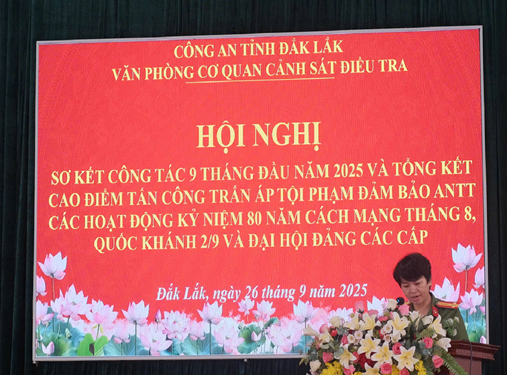 CÔNG AN TỈNH ĐẮK LẮK
VĂN PHÒNG CƠ QUAN CẢNH SÁT ĐIỀU TRA
HỘI NGHỊ
SƠ KẾT CÔNG TÁC 9 THÁNG ĐẦU NĂM 2025 VÀ TỔNG KẾT
CAO ĐIỂM TẤN CÔNG TRẤN ÁP TỘI PHẠM ĐẢM BẢO ANTT
CÁC HOẠT ĐỘNG KỶ NIỆM 80 NĂM CÁCH MẠNG THÁNG 8,
QUỐC KHÁNH 2/9 VÀ ĐẠI HỘI ĐẢNG CÁC CẤP
Đắk Lắk, ngày 26 tháng 9 năm 2025